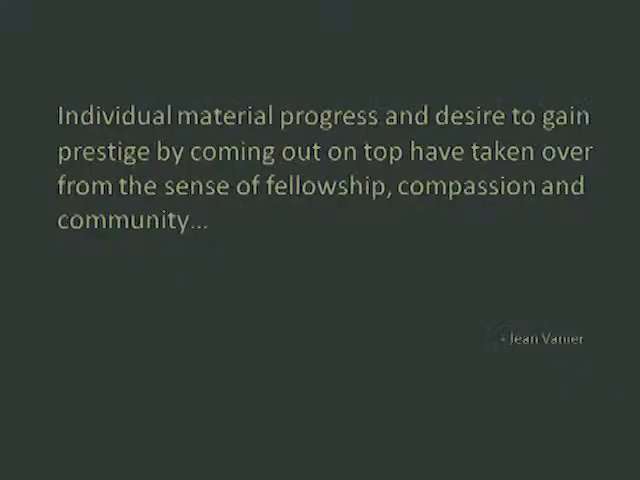 Individual material progress and desire to gain
prestige by coming out on top have taken over
from the sense of fellowship, compassion and
community...
- Jean Vanier